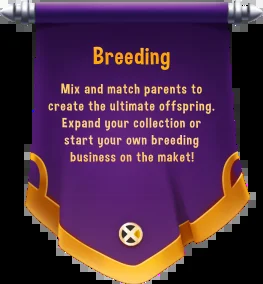 Breeding
Mix and match parents to
create the ultimate offspring.
Expand your collection or
start your own breeding
business on the maket!